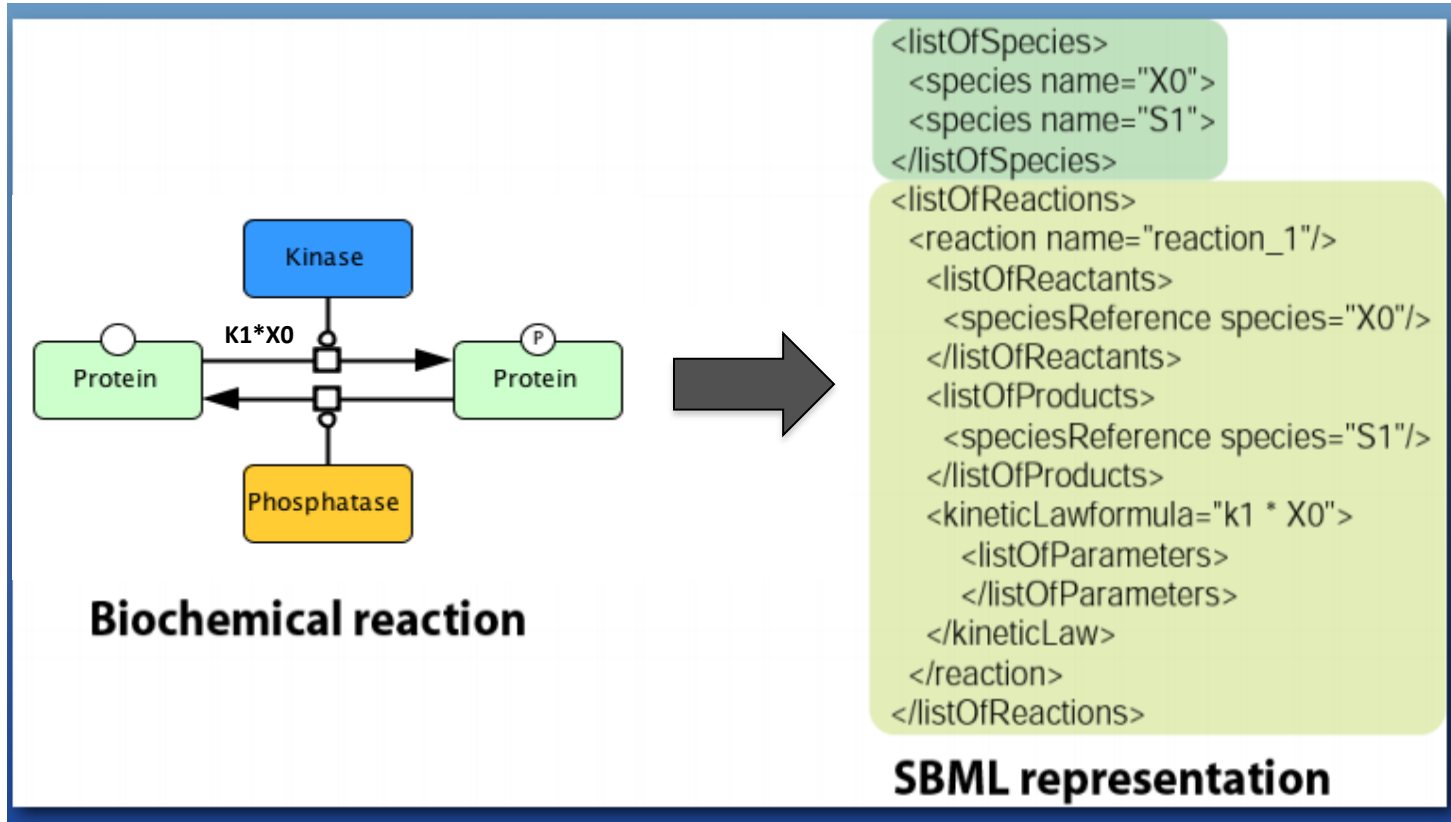 Kinase
K1*X0
Protein
P
Protein
Phosphatase
Biochemical reaction
<listOfSpecies>
<species name="X0">
<species name="S1">
</listOfSpecies>
<listOfReactions>
<reaction name="reaction_1"/>
<listOfReactants>
<speciesReference species="X0"/>
</listOfReactants>
<listOfProducts>
<speciesReference species="S1"/>
</listOfProducts>
<kineticLawformula="k1 * X0">
<listOfParameters>
</listOfParameters>
</kineticLaw>
</reaction>
</listOfReactions>
SBML representation